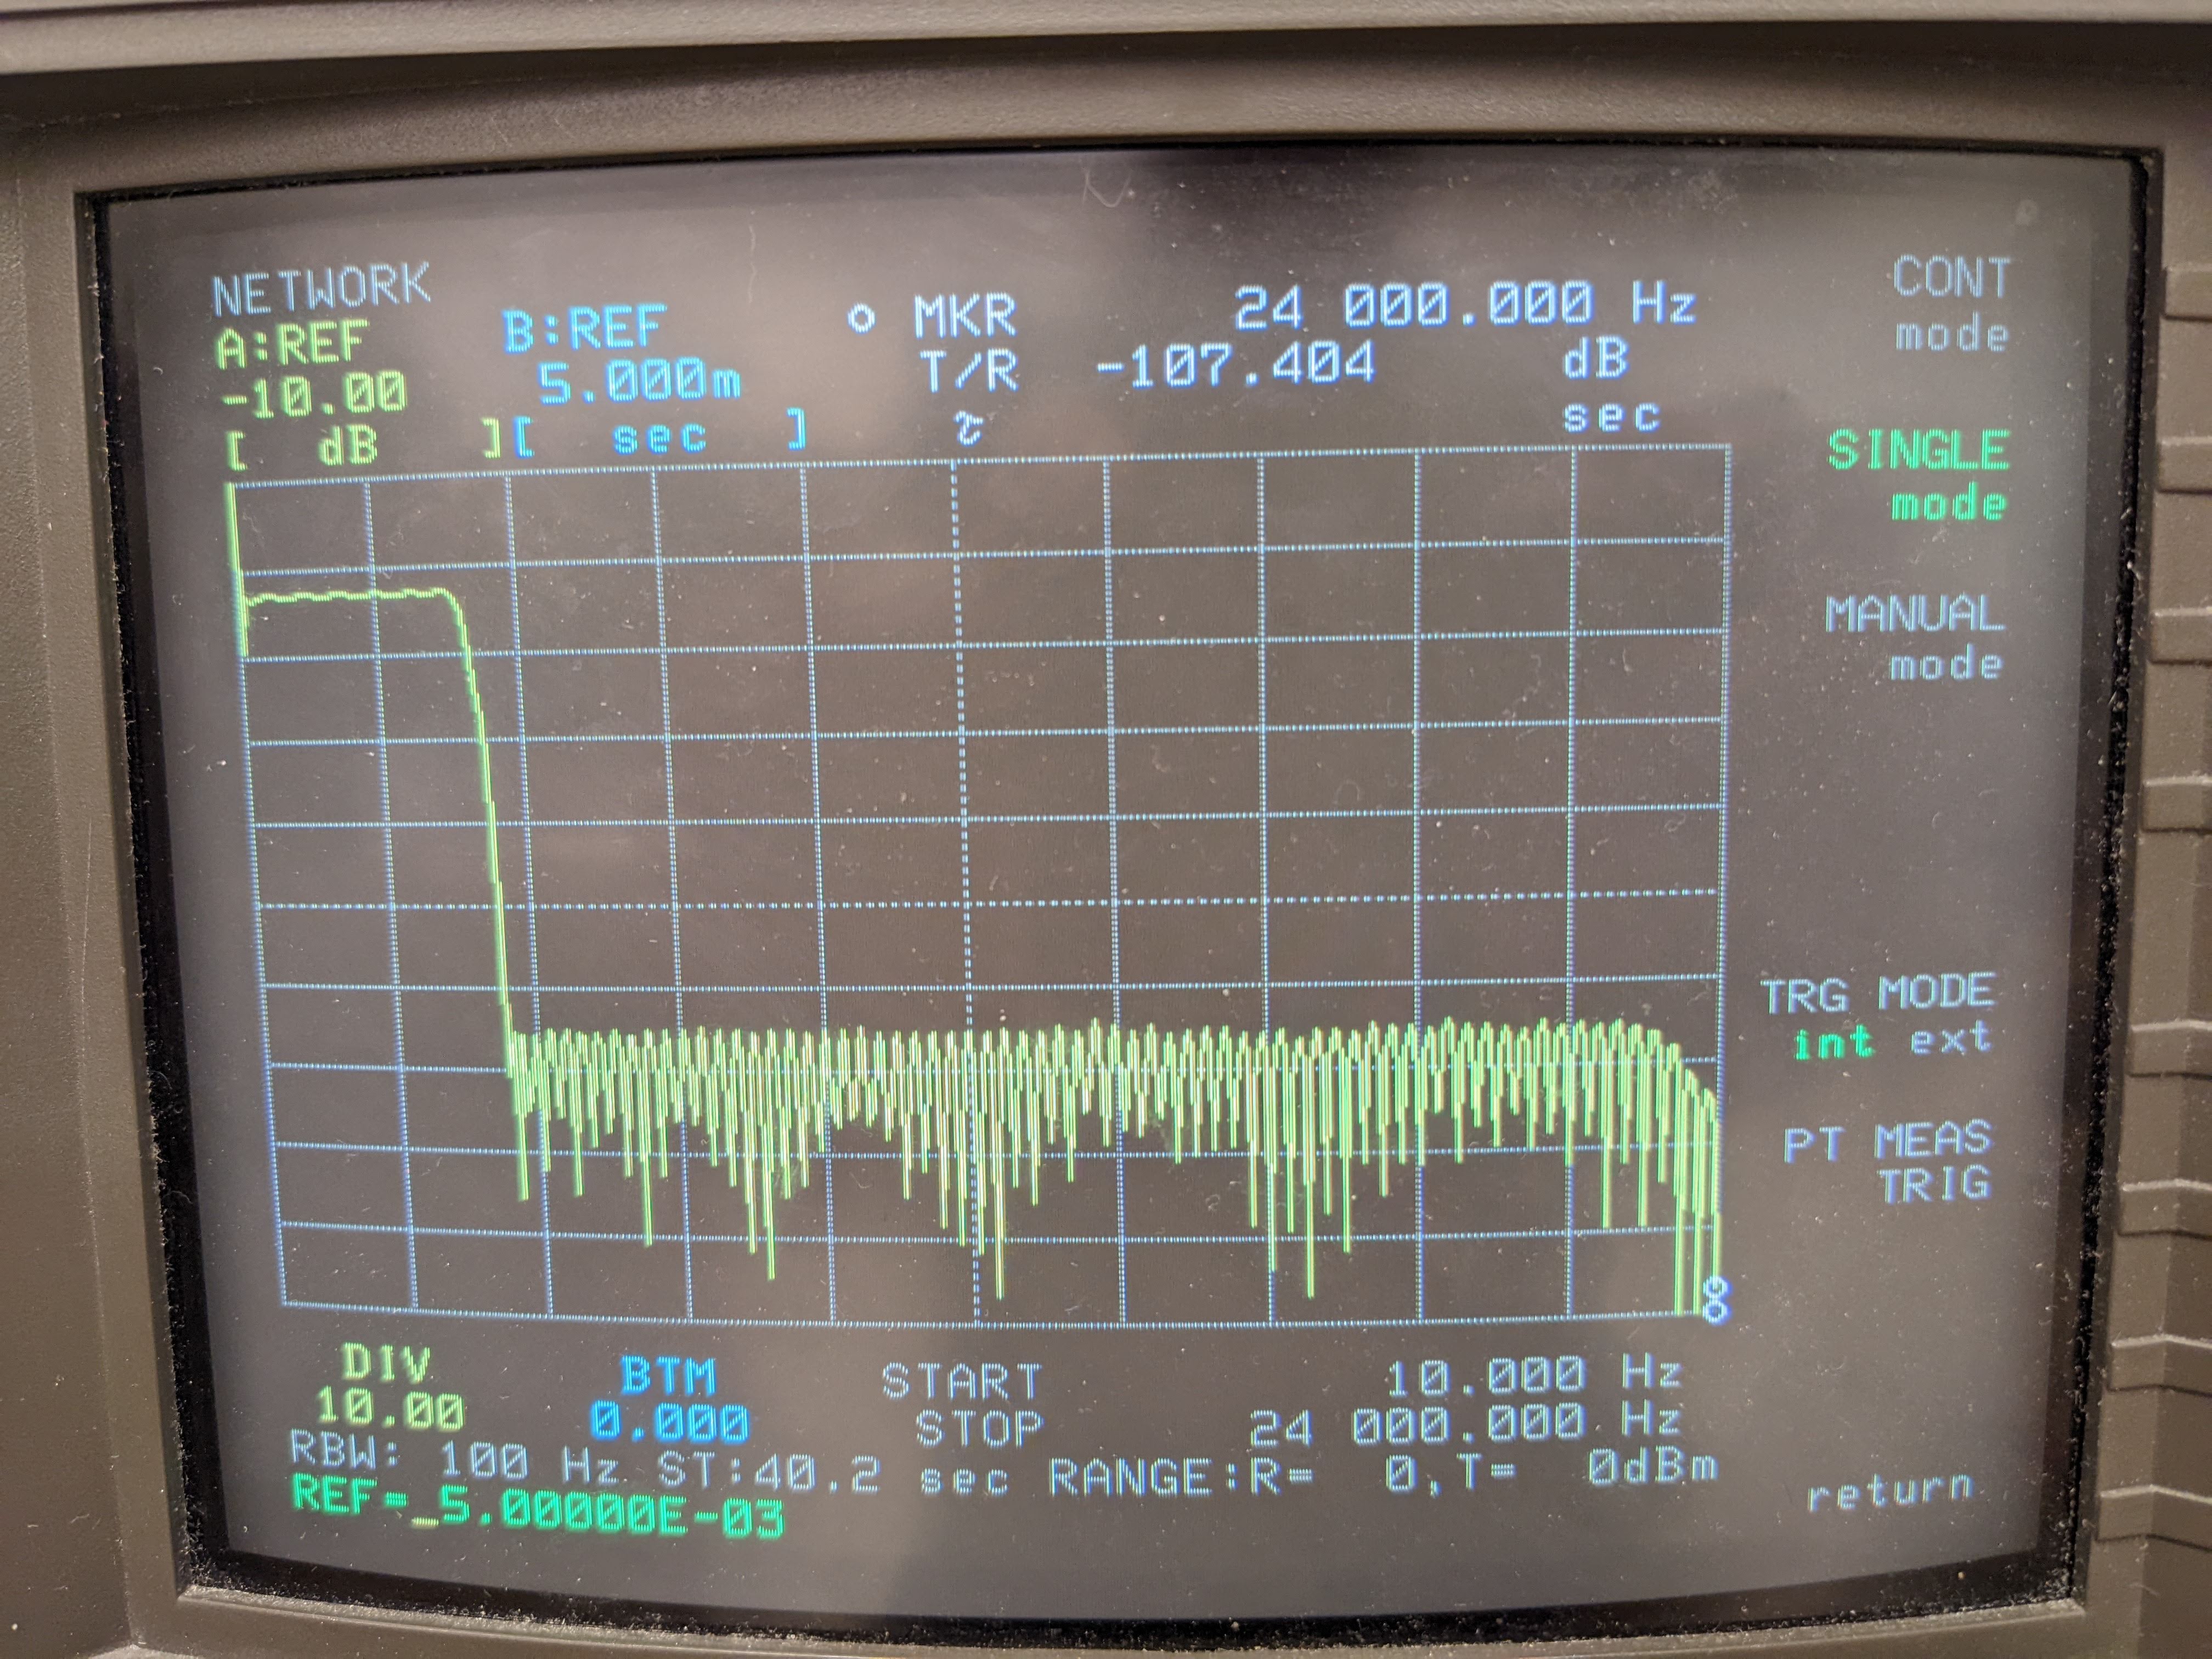 NETWORK
A:REF B:REF o MKR 24 000.000 Hz
-10.00 5.000m T/R -107.404 dB
[ dB ][ sec ] τ sec
CONT
mode
SINGLE
mode
MANUAL
mode
TRG MODE
int ext
PT MEAS
TRIG
return
DIV BTM START 10.000 Hz
10.00 0.000 STOP 24 000.000 Hz
RBW: 100 Hz ST:40.2 sec RANGE:R= 0,T= 0dBm
REF=_5.00000E-03